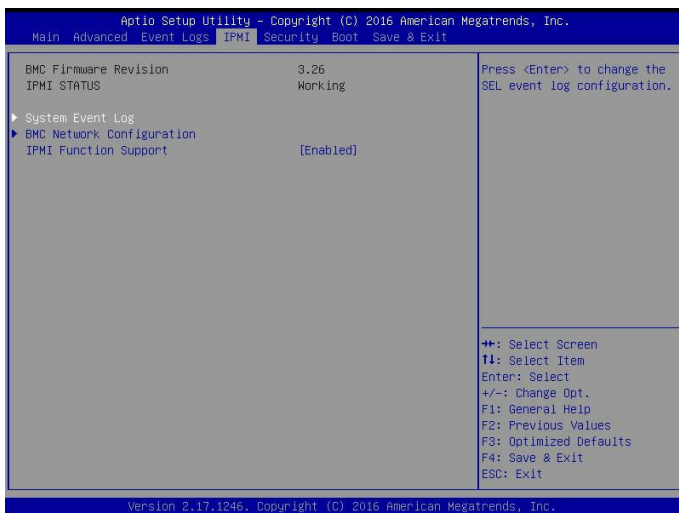 Aptio Setup Utility – Copyright (C) 2016 American Megatrends, Inc.
Main Advanced Event Logs IPMI Security Boot Save & Exit
BMC Firmware Revision 3.26
IPMI STATUS Working
System Event Log
BMC Network Configuration
IPMI Function Support [Enabled]
Press <Enter> to change the
SEL event log configuration.
→←: Select Screen
↑↓: Select Item
Enter: Select
+/-: Change Opt.
F1: General Help
F2: Previous Values
F3: Optimized Defaults
F4: Save & Exit
ESC: Exit
Version 2.17.1246. Copyright (C) 2016 American Megatrends, Inc.